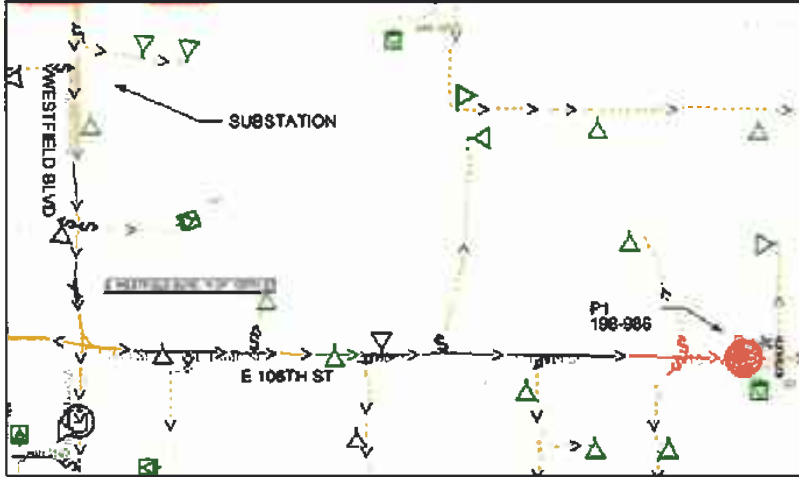 SUBSTATION
WESTFIELD BLVD
P1
198-986
E 106TH ST